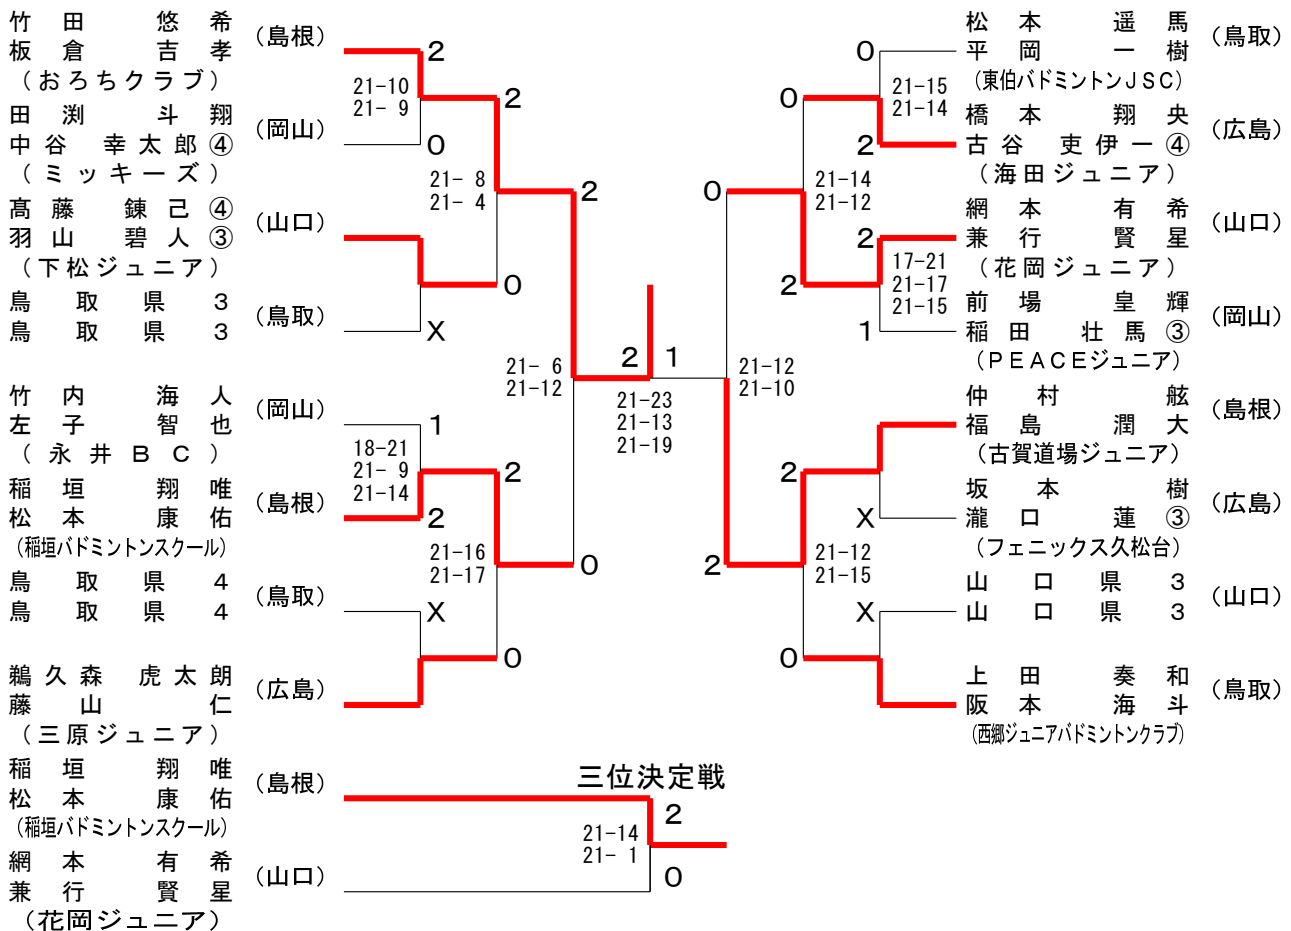 竹田 悠希
板倉 吉孝
(おろちクラブ)
(島根)
2
21-10
21- 9
田渕 斗翔
中谷 幸太郎④
(ミッキーズ)
(岡山)
0
2
21- 8
21- 4
髙藤 錬己④
羽山 碧人③
(下松ジュニア)
(山口)
鳥取県3
鳥取県3
(鳥取)
X
0
2
21- 6
21-12
竹内 海人
左子 智也
(永井BC)
(岡山)
1
18-21
21- 9
21-14
稲垣 翔唯
松本 康佑
(稲垣バドミントンスクール)
(島根)
2
2
21-16
21-17
鳥取県4
鳥取県4
(鳥取)
X
0
鵜久森 虎太朗
藤山 仁
(三原ジュニア)
(広島)
0
2
1
21-23
21-13
21-19
松本 遥馬
平岡 一樹
(東伯バドミントンJSC)
(鳥取)
0
21-15
21-14
橋本 翔央
古谷 吏伊一④
(海田ジュニア)
(広島)
2
0
21-14
21-12
網本 有希
兼行 賢星
(花岡ジュニア)
(山口)
2
17-21
21-17
21-15
前場 皇輝
稲田 壮馬③
(PEACEジュニア)
(岡山)
1
2
0
21-12
21-10
仲村 舷
福島 潤大
(古賀道場ジュニア)
(島根)
坂本 樹
瀧口 蓮③
(フェニックス久松台)
(広島)
X
2
21-12
21-15
山口県3
山口県3
(山口)
X
上田 奏和
阪本 海斗
(西郷ジュニアバドミントンクラブ)
(鳥取)
0
2
三位決定戦
稲垣 翔唯
松本 康佑
(稲垣バドミントンスクール)
(島根)
2
21-14
21- 1
網本 有希
兼行 賢星
(花岡ジュニア)
(山口)
0